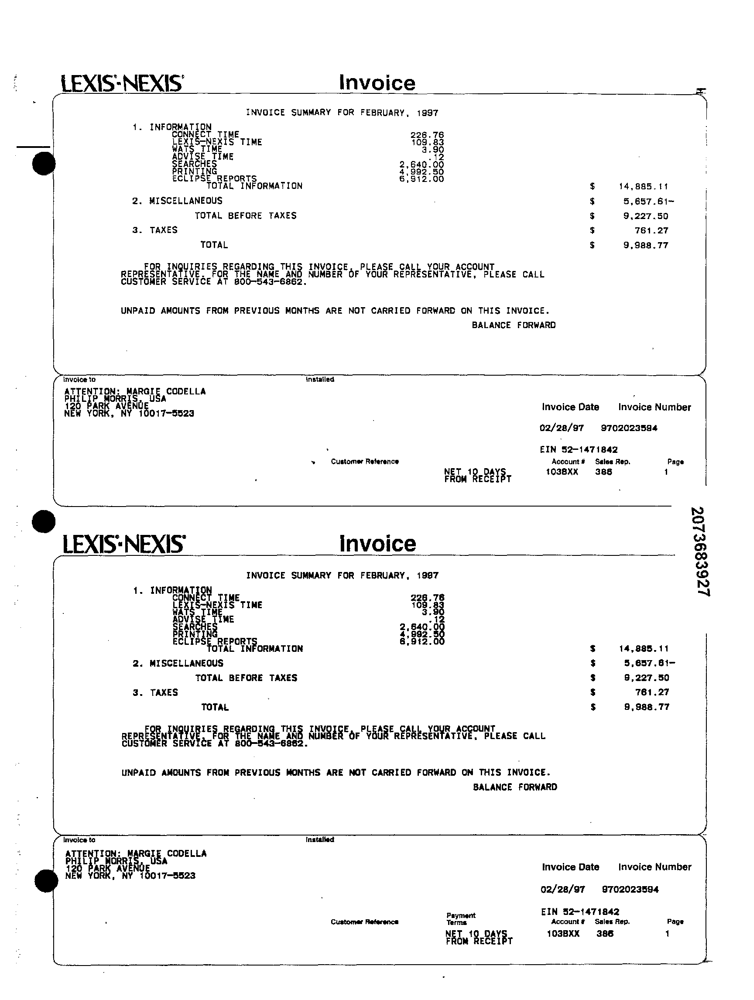 LEXIS·NEXIS® Invoice
INVOICE SUMMARY FOR FEBRUARY, 1997
1. INFORMATION
CONNECT TIME 226.76
LEXIS-NEXIS TIME 109.83
WATS TIME 3.90
ADVISE TIME .12
SEARCHES 2,640.00
PRINTING 4,992.50
ECLIPSE REPORTS 6,912.00
TOTAL INFORMATION $ 14,885.11
2. MISCELLANEOUS $ 5,657.61-
TOTAL BEFORE TAXES $ 9,227.50
3. TAXES $ 761.27
TOTAL $ 9,988.77
FOR INQUIRIES REGARDING THIS INVOICE, PLEASE CALL YOUR ACCOUNT
REPRESENTATIVE. FOR THE NAME AND NUMBER OF YOUR REPRESENTATIVE, PLEASE CALL
CUSTOMER SERVICE AT 800-543-6862.
UNPAID AMOUNTS FROM PREVIOUS MONTHS ARE NOT CARRIED FORWARD ON THIS INVOICE.
BALANCE FORWARD
Invoice to Installed
ATTENTION: MARGIE CODELLA
PHILIP MORRIS, USA
120 PARK AVENUE
NEW YORK, NY 10017-5523
Invoice Date Invoice Number
02/28/97 9702023594
EIN 52-1471842
Customer Reference Account # Sales Rep. Page
NET 10 DAYS 103BXX 386 1
FROM RECEIPT
2073683927
LEXIS·NEXIS® Invoice
INVOICE SUMMARY FOR FEBRUARY, 1997
1. INFORMATION
CONNECT TIME 226.76
LEXIS-NEXIS TIME 109.83
WATS TIME 3.90
ADVISE TIME .12
SEARCHES 2,640.00
PRINTING 4,992.50
ECLIPSE REPORTS 6,912.00
TOTAL INFORMATION $ 14,885.11
2. MISCELLANEOUS $ 5,657.61-
TOTAL BEFORE TAXES $ 9,227.50
3. TAXES $ 761.27
TOTAL $ 9,988.77
FOR INQUIRIES REGARDING THIS INVOICE, PLEASE CALL YOUR ACCOUNT
REPRESENTATIVE. FOR THE NAME AND NUMBER OF YOUR REPRESENTATIVE, PLEASE CALL
CUSTOMER SERVICE AT 800-543-6862.
UNPAID AMOUNTS FROM PREVIOUS MONTHS ARE NOT CARRIED FORWARD ON THIS INVOICE.
BALANCE FORWARD
Invoice to Installed
ATTENTION: MARGIE CODELLA
PHILIP MORRIS, USA
120 PARK AVENUE
NEW YORK, NY 10017-5523
Invoice Date Invoice Number
02/28/97 9702023594
EIN 52-1471842
Customer Reference Payment Terms Account # Sales Rep. Page
NET 10 DAYS 103BXX 386 1
FROM RECEIPT